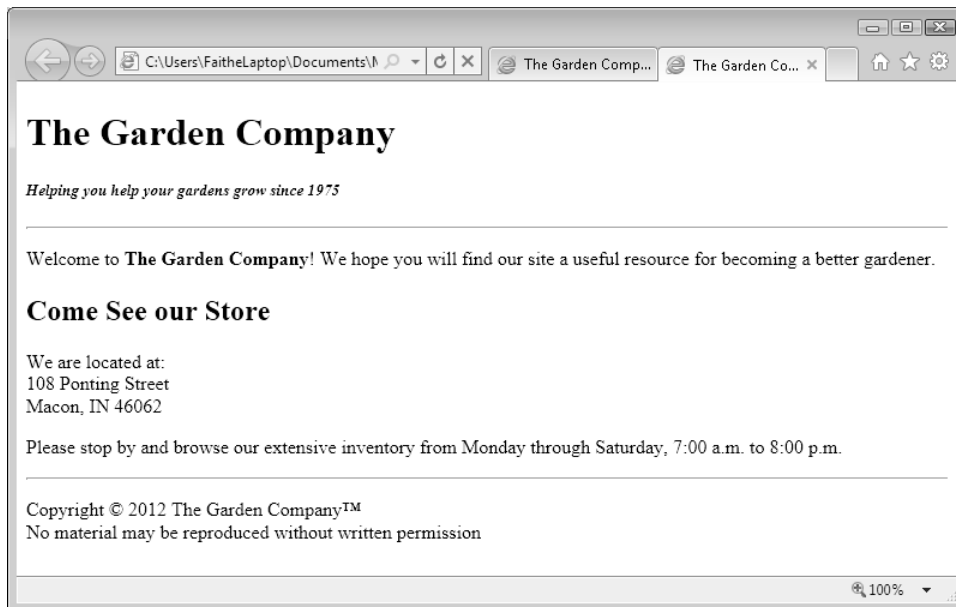 C:\Users\FaitheLaptop\Documents\M
The Garden Comp...
The Garden Co...
The Garden Company
Helping you help your gardens grow since 1975
Welcome to The Garden Company! We hope you will find our site a useful resource for becoming a better gardener.
Come See our Store
We are located at:
108 Ponting Street
Macon, IN 46062
Please stop by and browse our extensive inventory from Monday through Saturday, 7:00 a.m. to 8:00 p.m.
Copyright © 2012 The Garden Company™
No material may be reproduced without written permission
100%